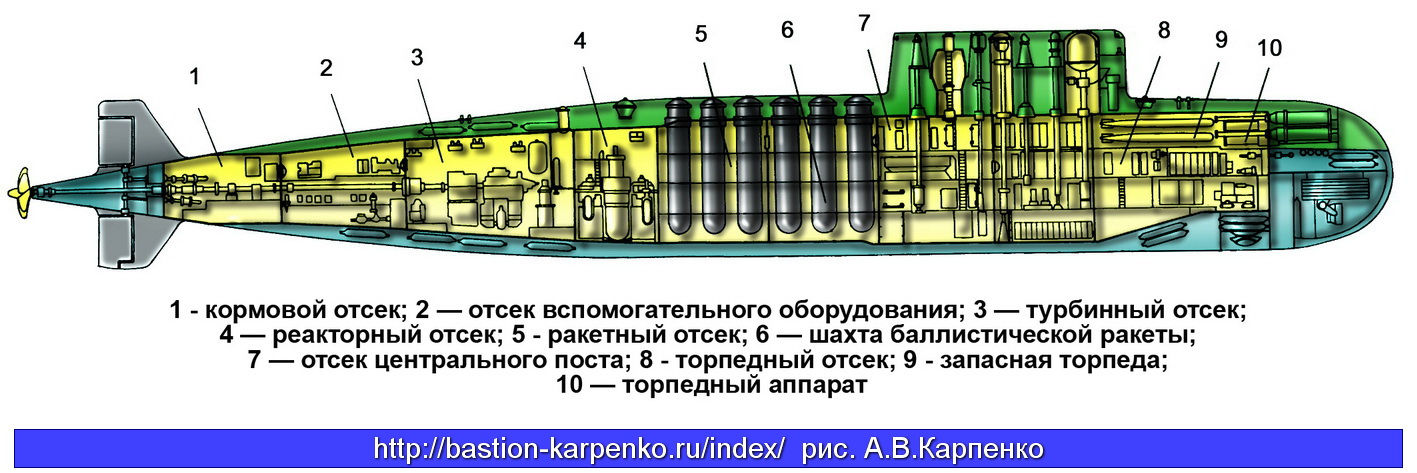 1
2
3
4
5
6
7
8
9
10
1 - кормовой отсек; 2 — отсек вспомогательного оборудования; 3 — турбинный отсек;
4 — реакторный отсек; 5 - ракетный отсек; 6 — шахта баллистической ракеты;
7 — отсек центрального поста; 8 - торпедный отсек; 9 - запасная торпеда;
10 — торпедный аппарат
http://bastion-karpenko.ru/index/ рис. А.В.Карпенко